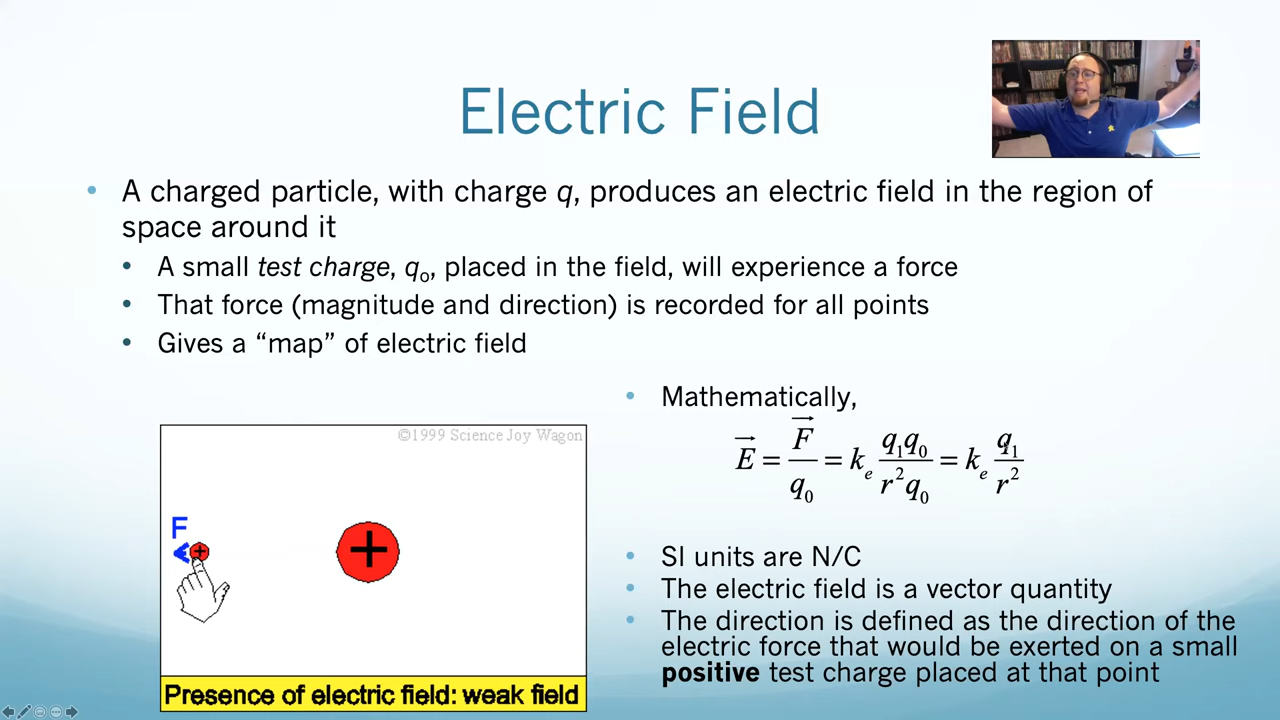 Electric Field
• A charged particle, with charge q, produces an electric field in the region of
space around it
• A small test charge, qₒ, placed in the field, will experience a force
• That force (magnitude and direction) is recorded for all points
• Gives a “map” of electric field
• Mathematically,
E⃗ = F⃗/q₀ = kₑ q₁q₀/r²q₀ = kₑ q₁/r²
©1999 Science Joy Wagon
F
+ +
Presence of electric field: weak field
• SI units are N/C
• The electric field is a vector quantity
• The direction is defined as the direction of the
electric force that would be exerted on a small
positive test charge placed at that point